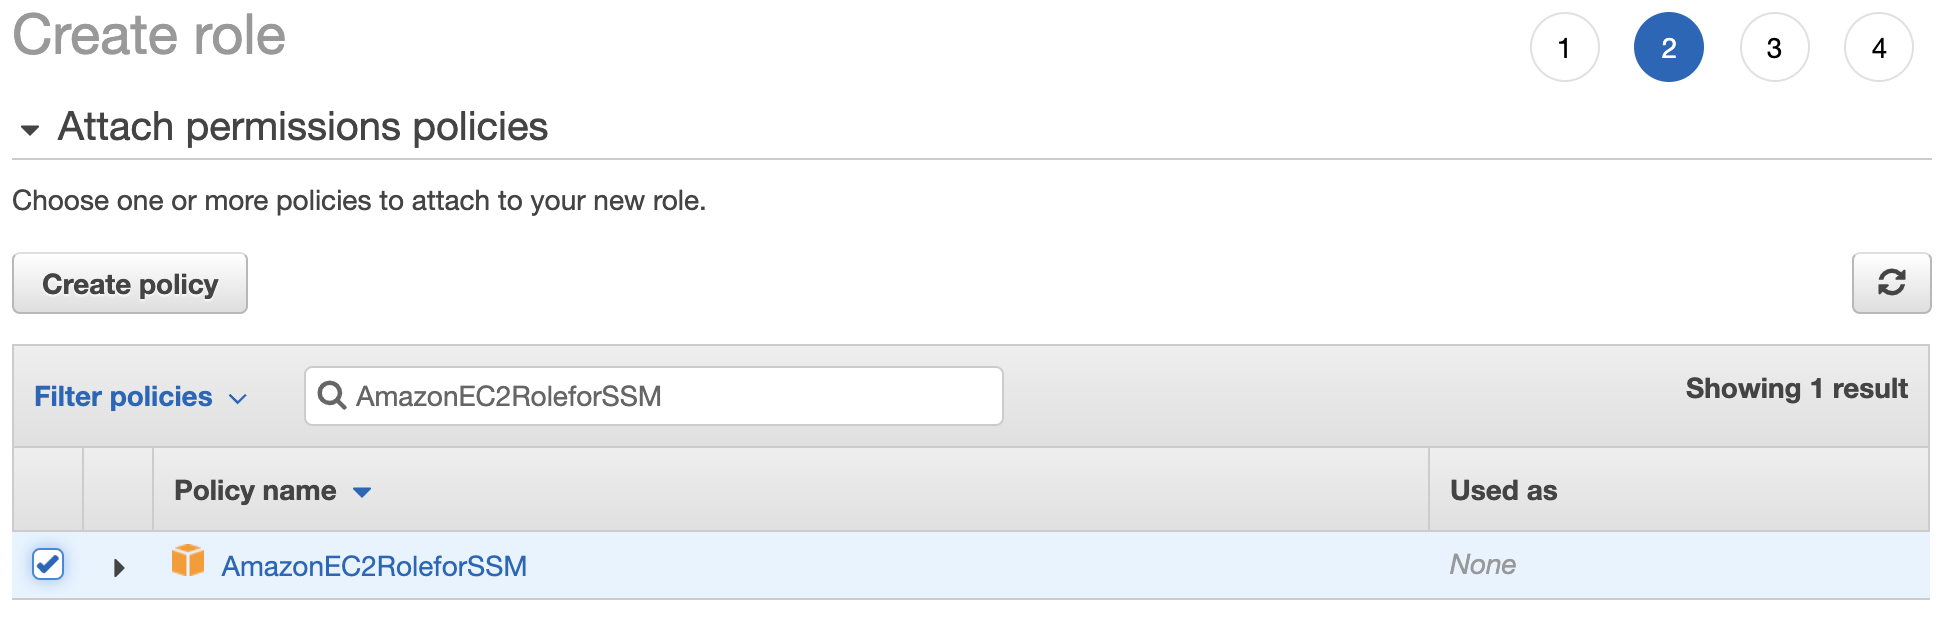 Create role
1 2 3 4
Attach permissions policies
Choose one or more policies to attach to your new role.
Create policy
Filter policies AmazonEC2RoleforSSM Showing 1 result
Policy name Used as
AmazonEC2RoleforSSM None